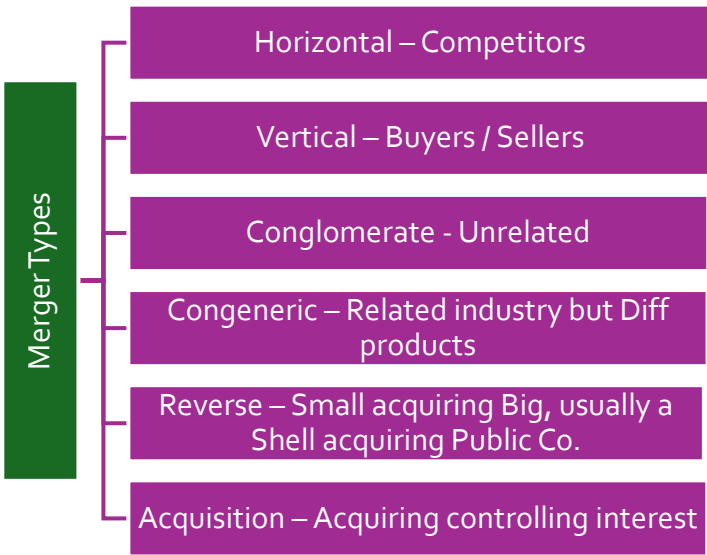 Merger Types
Horizontal – Competitors
Vertical – Buyers / Sellers
Conglomerate - Unrelated
Congeneric – Related industry but Diff
products
Reverse – Small acquiring Big, usually a
Shell acquiring Public Co.
Acquisition – Acquiring controlling interest